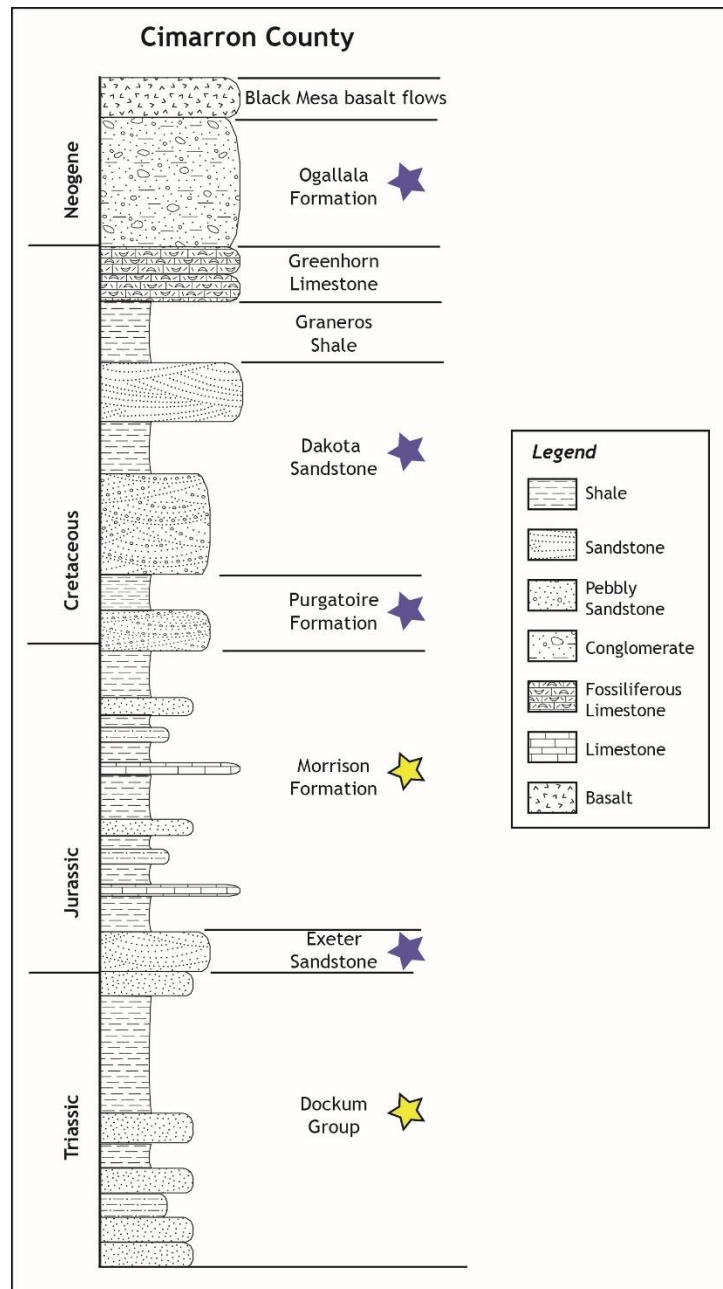 Cimarron County
Black Mesa basalt flows
Neogene
Ogallala
Formation
Greenhorn
Limestone
Graneros
Shale
Cretaceous
Dakota
Sandstone
Purgatoire
Formation
Jurassic
Morrison
Formation
Exeter
Sandstone
Triassic
Dockum
Group
Legend
Shale
Sandstone
Pebbly
Sandstone
Conglomerate
Fossiliferous
Limestone
Limestone
Basalt